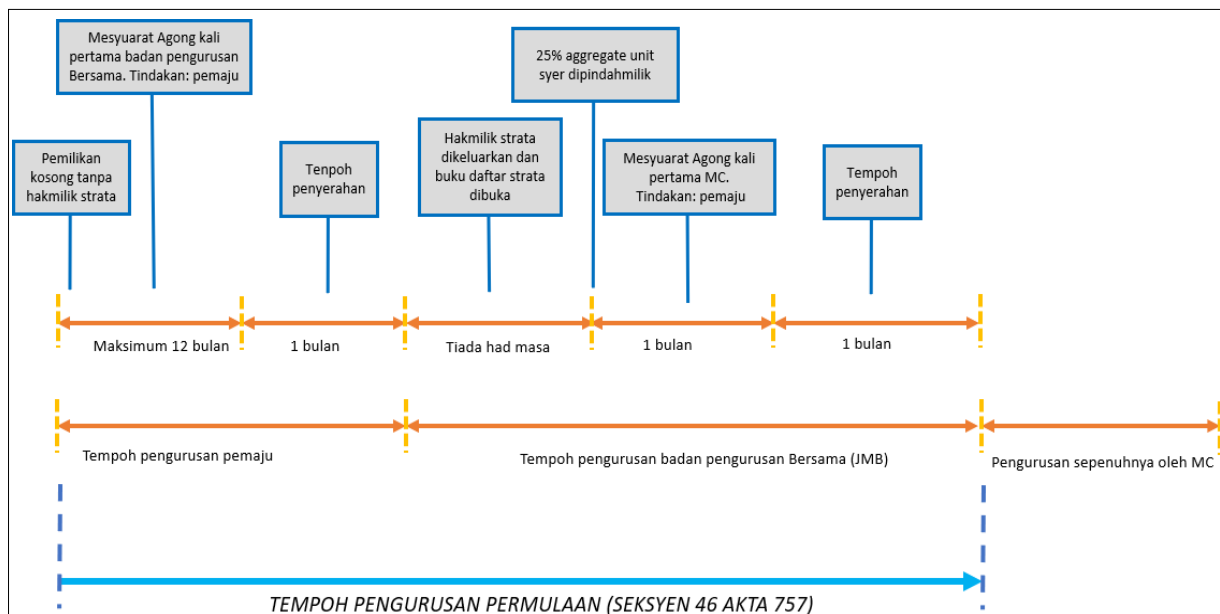 Mesyuarat Agong kali
pertama badan pengurusan
Bersama. Tindakan: pemaju
25% aggregate unit
syer dipindahmilik
Pemilikan
kosong tanpa
hakmilik strata
Tenpoh
penyerahan
Hakmilik strata
dikeluarkan dan
buku daftar strata
dibuka
Mesyuarat Agong kali
pertama MC.
Tindakan: pemaju
Tempoh
penyerahan
Maksimum 12 bulan
1 bulan
Tiada had masa
1 bulan
1 bulan
Tempoh pengurusan pemaju
Tempoh pengurusan badan pengurusan Bersama (JMB)
Pengurusan sepenuhnya oleh MC
TEMPOH PENGURUSAN PERMULAAN (SEKSYEN 46 AKTA 757)